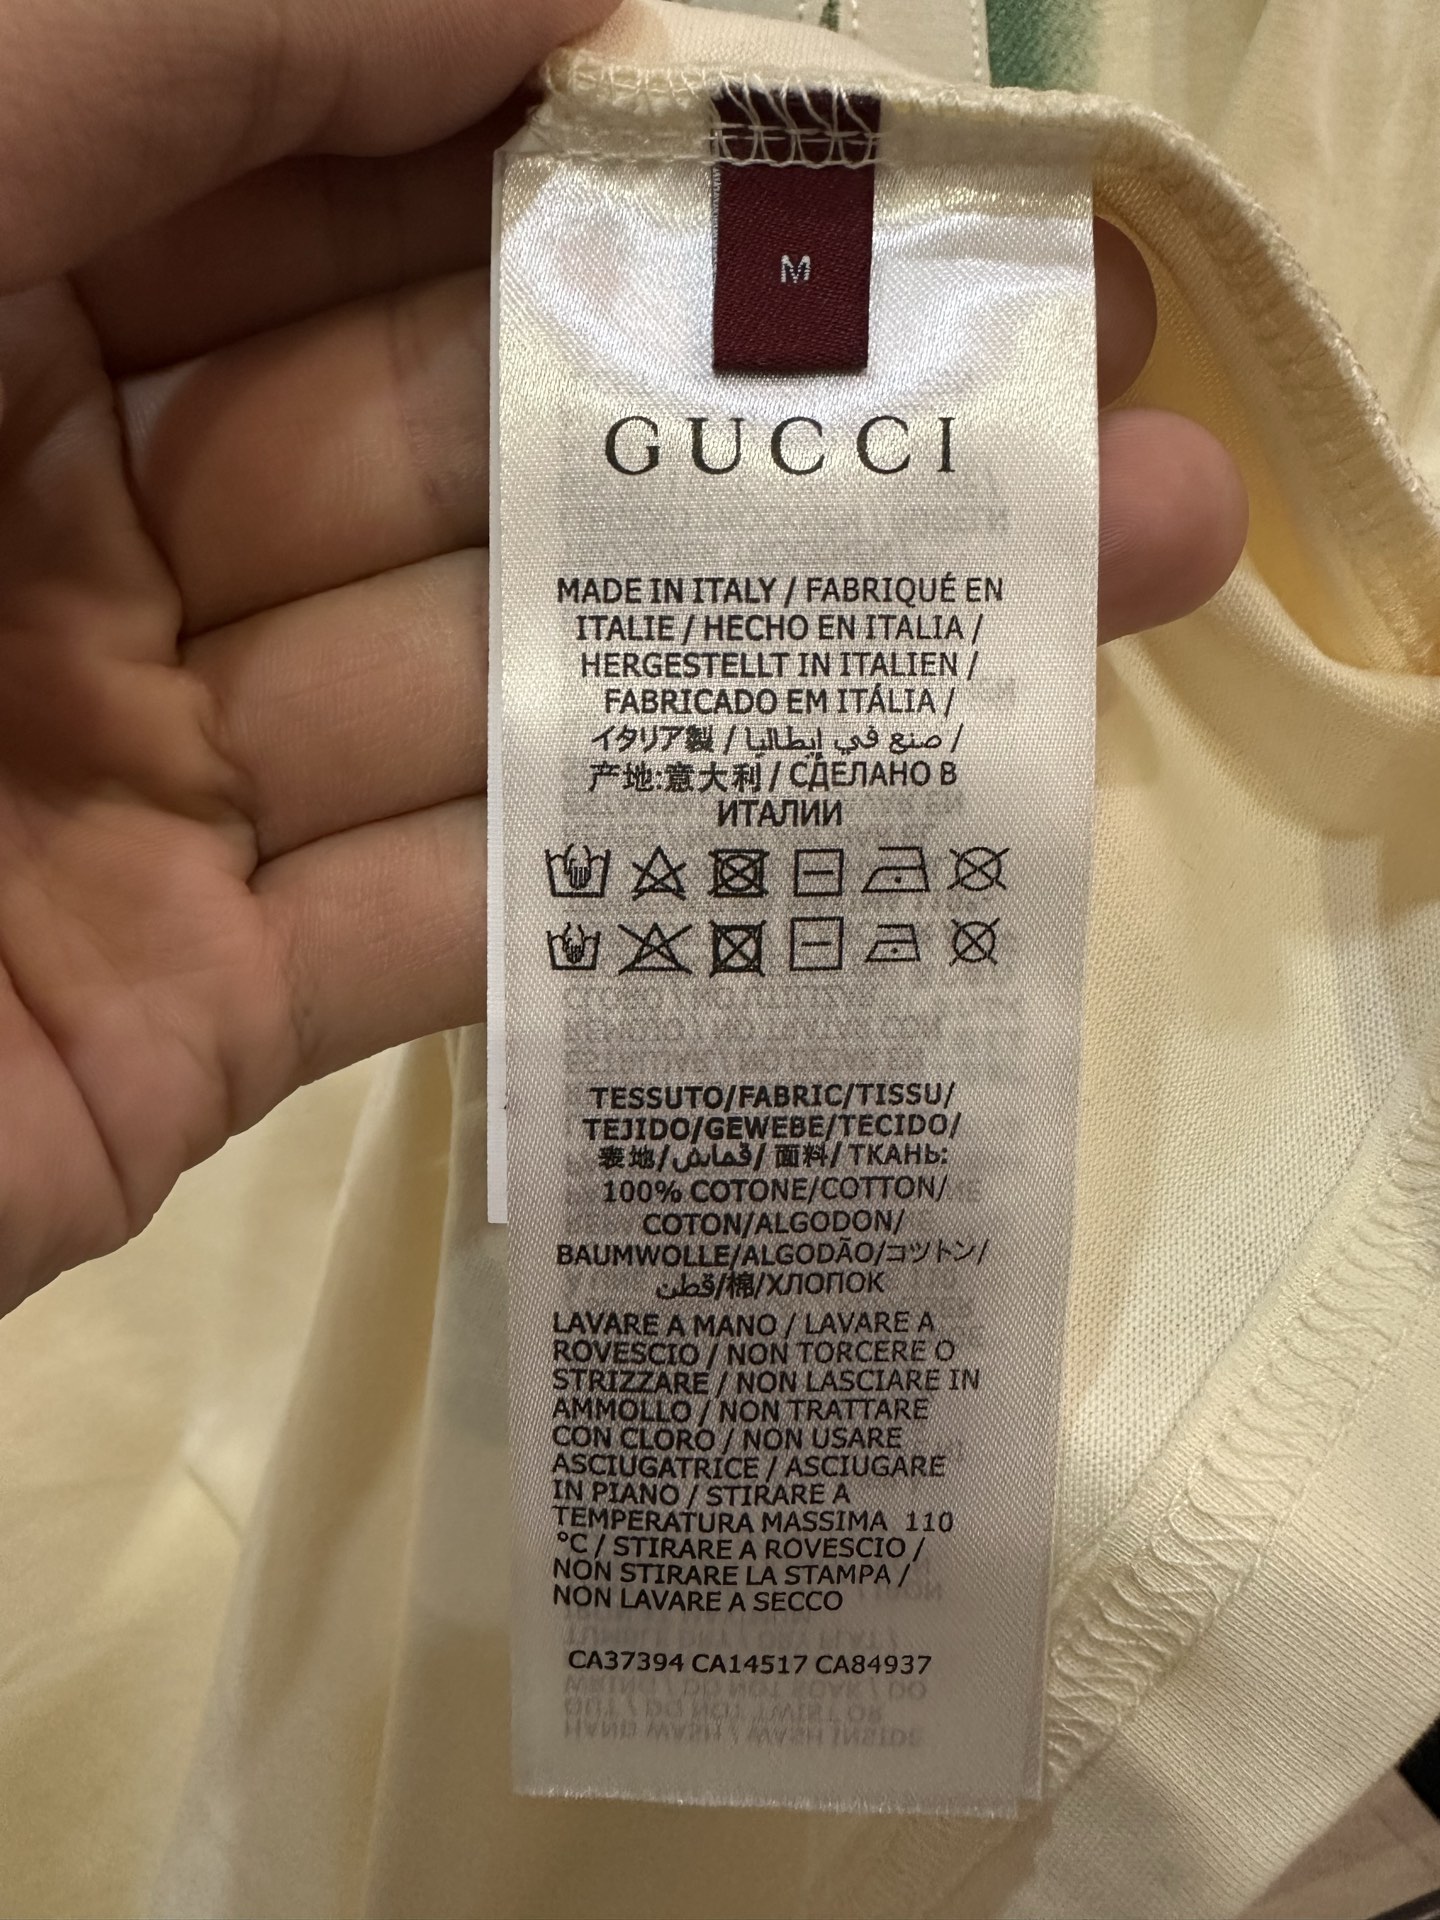 M
GUCCI
MADE IN ITALY / FABRIQUÉ EN
ITALIE / HECHO EN ITALIA /
HERGESTELLT IN ITALIEN /
FABRICADO EM ITÁLIA /
イタリア製 / صنع في إيطاليا /
产地:意大利 / СДЕЛАНО В
ИТАЛИИ
TESSUTO/FABRIC/TISSU/
TEJIDO/GEWEBE/TECIDO/
表地/قماش/ 面料/ ТКАНЬ:
100% COTONE/COTTON/
COTON/ALGODON/
BAUMWOLLE/ALGODÃO/コットン/
قطن/棉/ХЛОПОК
LAVARE A MANO / LAVARE A
ROVESCIO / NON TORCERE O
STRIZZARE / NON LASCIARE IN
AMMOLLO / NON TRATTARE
CON CLORO / NON USARE
ASCIUGATRICE / ASCIUGARE
IN PIANO / STIRARE A
TEMPERATURA MASSIMA 110
°C / STIRARE A ROVESCIO /
NON STIRARE LA STAMPA /
NON LAVARE A SECCO
CA37394 CA14517 CA84937